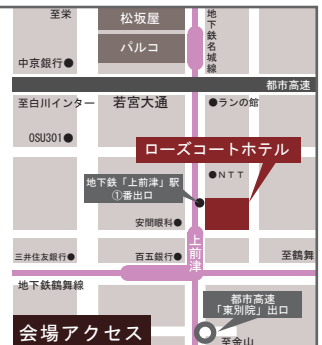 至栄
松坂屋
地下鉄名城線
パルコ
中京銀行●
都市高速
至白川インター
若宮大通
●ランの館
OSU301●
ローズコートホテル
●NTT
地下鉄「上前津」駅
①番出口
安間眼科●
上前津
三井住友銀行●
百五銀行●
至鶴舞
地下鉄鶴舞線
都市高速
「東別院」出口
会場アクセス
至金山